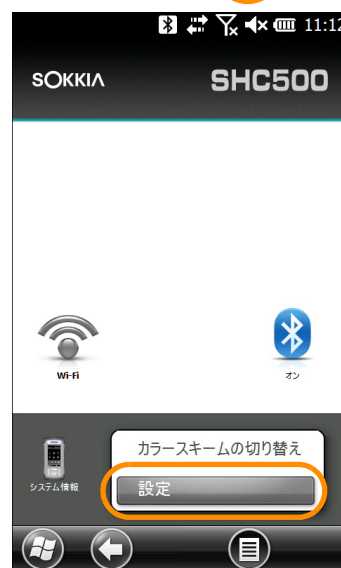 11:12
SOKKIA
SHC500
Wi-Fi
オン
カラースキームの切り替え
システム情報
設定